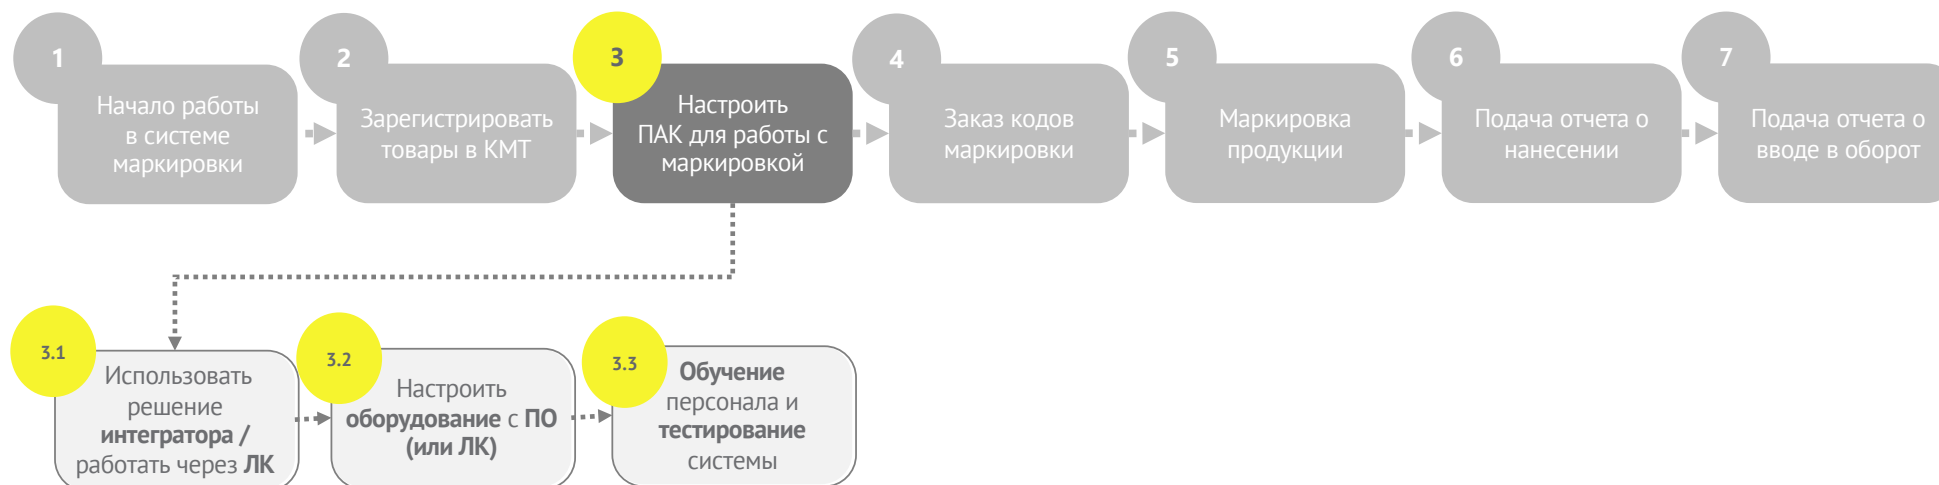 1
Начало работы
в системе
маркировки
2
Зарегистрировать
товары в КМТ
3
Настроить
ПАК для работы с
маркировкой
4
Заказ кодов
маркировки
5
Маркировка
продукции
6
Подача отчета о
нанесении
7
Подача отчета о
вводе в оборот
3.1
Использовать
решение
интегратора /
работать через ЛК
3.2
Настроить
оборудование с ПО
(или ЛК)
3.3
Обучение
персонала и
тестирование
системы